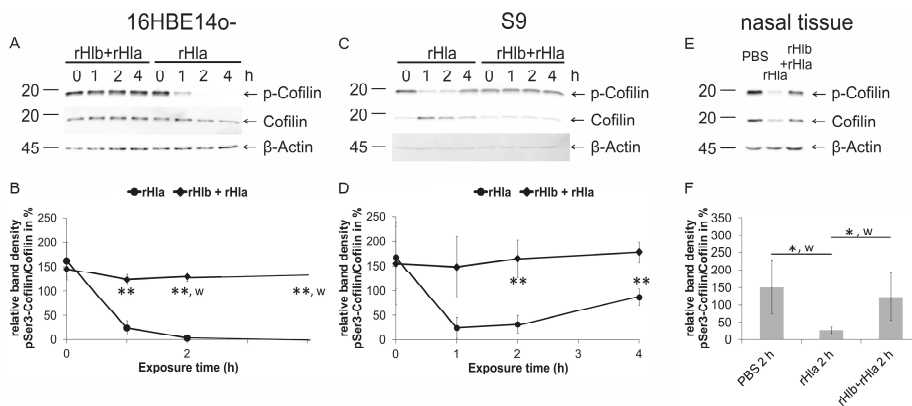 16HBE14o-
A
rHlb+rHla rHla
0 1 2 4 0 1 2 4 h
20 p-Cofilin
20 Cofilin
45 β-Actin
B
rHla rHlb + rHla
relative band density
pSer3-Cofilin/Cofilin in %
250
200
150
100
50
0
** **, w **, w
0 1 2
Exposure time (h)
S9
C
rHla rHlb+rHla
0 1 2 4 0 1 2 4 h
20 p-Cofilin
20 Cofilin
45 β-Actin
D
rHla rHlb + rHla
relative band density
pSer3-Cofilin/Cofilin in %
250
200
150
100
50
0
** **
0 1 2 4
Exposure time (h)
nasal tissue
E
PBS rHla rHlb
+rHla
20 p-Cofilin
20 Cofilin
45 β-Actin
F
relative band density
pSer3-Cofilin/Cofilin in %
350
300
250
200
150
100
50
0
*, w *, w
PBS 2 h rHla 2 h rHlb+rHla 2 h